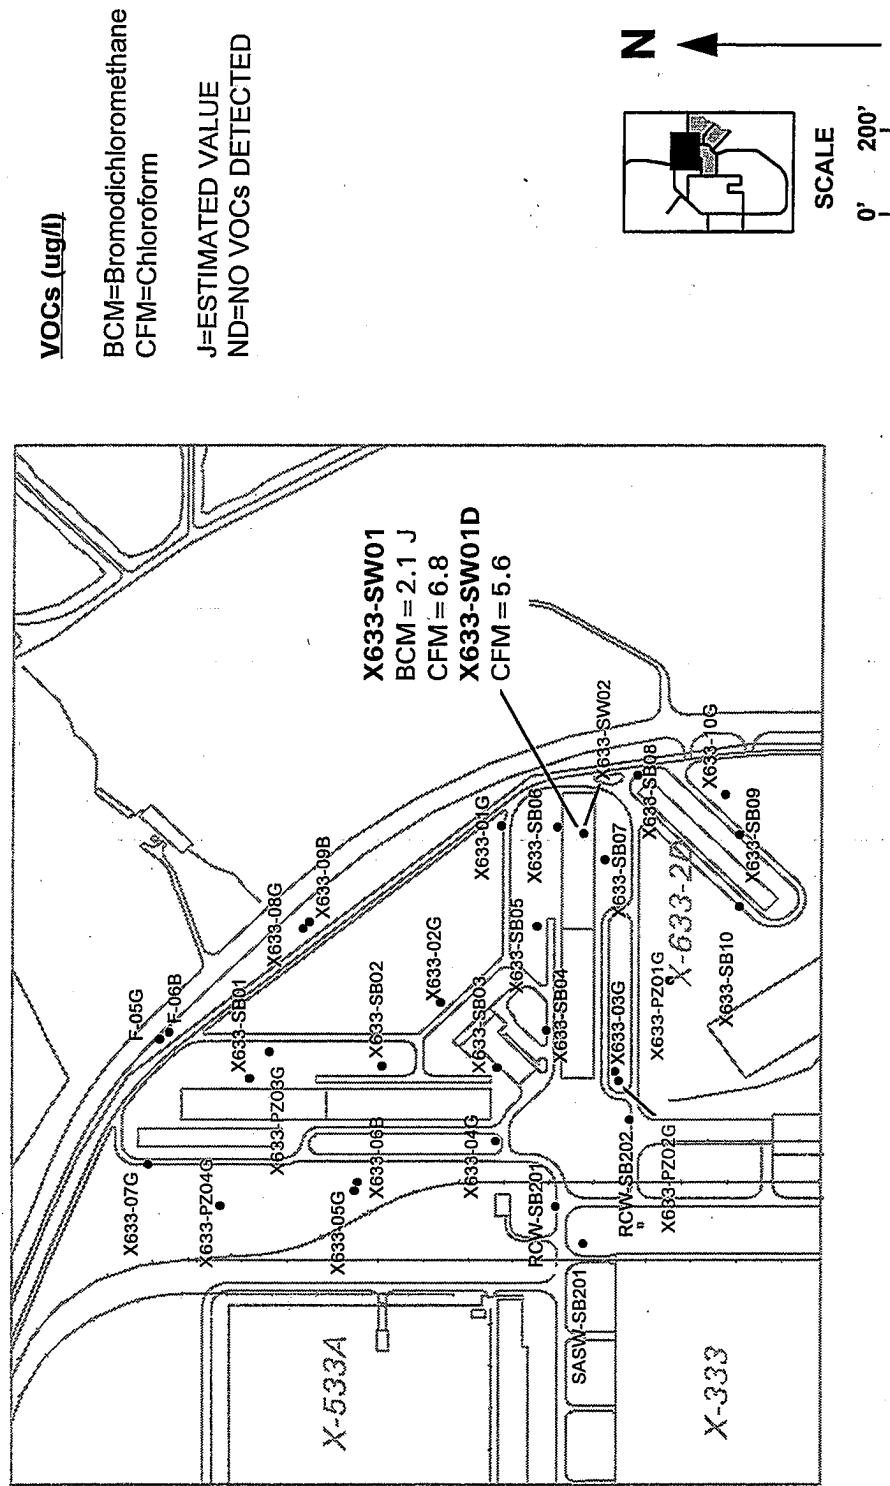 VOCs (ug/l)
BCM=Bromodichloromethane
CFM=Chloroform
J=ESTIMATED VALUE
ND=NO VOCs DETECTED
N
SCALE
0' 200'
X633-SW01
BCM = 2.1 J
CFM = 6.8
X633-SW01D
CFM = 5.6
F-05G
F-06B
X633-08G
X633-09B
X633-SB01
X633-SB02
X633-02G
X633-01G
X633-SB03
X633-SB05
X633-SB06
X633-SB04
X633-SW02
X633-SB07
X633-SB08
X633-10G
X633-SB09
X633-SB10
X-633-2D
X633-PZ01G
X633-03G
X633-PZ03G
X633-07G
X633-PZ04G
X633-05G
X633-06B
X633-04G
RCW-SB201
RCW-SB202
X633-PZ02G
SASW-SB201
X-533A
X-333